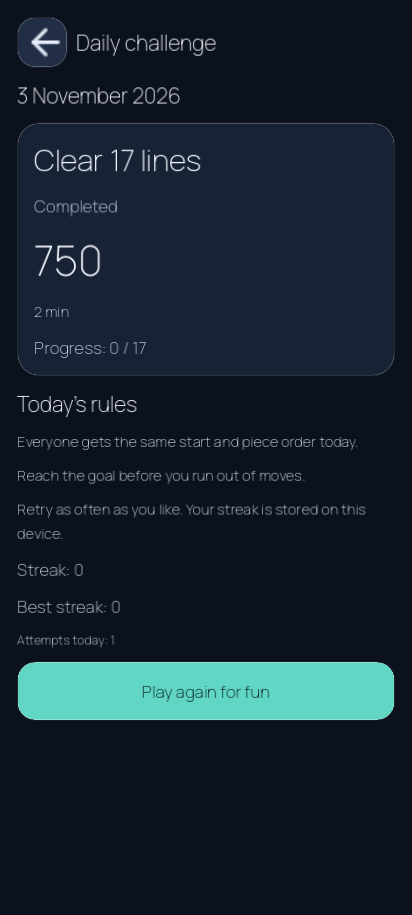 Daily challenge
3 November 2026
Clear 17 lines
Completed
750
2 min
Progress: 0 / 17
Today's rules
Everyone gets the same start and piece order today.
Reach the goal before you run out of moves.
Retry as often as you like. Your streak is stored on this
device.
Streak: 0
Best streak: 0
Attempts today: 1
Play again for fun